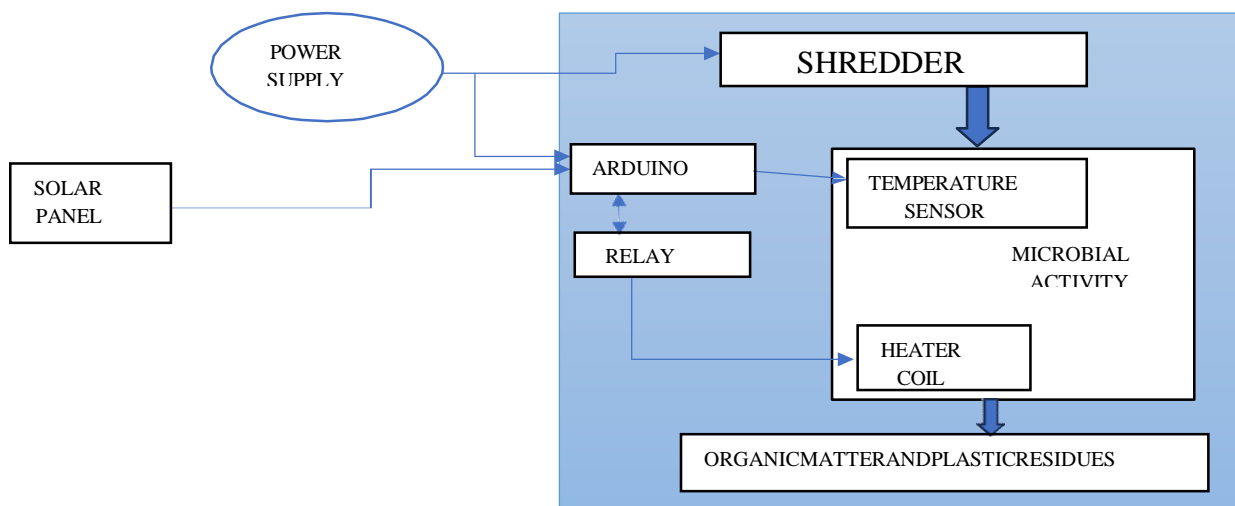 POWER
SUPPLY
SHREDDER
SOLAR
PANEL
ARDUINO
TEMPERATURE
SENSOR
RELAY
MICROBIAL
ACTIVITY
HEATER
COIL
ORGANICMATTERANDPLASTICRESIDUES